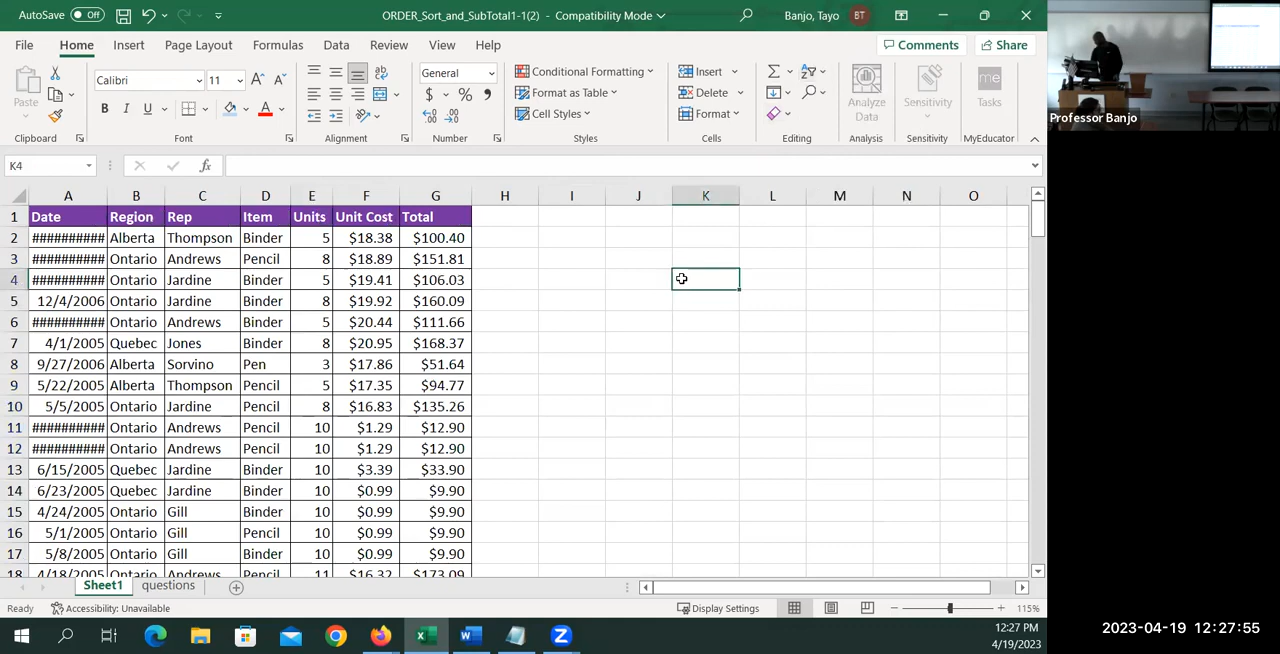 AutoSave Off ORDER_Sort_and_SubTotal1-1(2) - Compatibility Mode Banjo, Tayo BT
File Home Insert Draw Page Layout Formulas Data Review View Help Comments Share
Paste Calibri 11 General Conditional Formatting Insert Analyze Data Sensitivity me Tasks
B I U A $ % Format as Table Delete
Cell Styles Format
Clipboard Font Alignment Number Styles Cells Editing Analysis Sensitivity MyEducator
K4 fx
A B C D E F G H I J K L M N O
1 Date Region Rep Item Units Unit Cost Total
2 ########## Alberta Thompson Binder 5 $18.38 $100.40
3 ########## Ontario Andrews Pencil 8 $18.89 $151.81
4 ########## Ontario Jardine Binder 5 $19.41 $106.03
5 12/4/2006 Ontario Jardine Binder 8 $19.92 $160.09
6 ########## Ontario Andrews Binder 5 $20.44 $111.66
7 4/1/2005 Quebec Jones Binder 8 $20.95 $168.37
8 9/27/2006 Alberta Sorvino Pen 3 $17.86 $51.64
9 5/22/2005 Alberta Thompson Pencil 5 $17.35 $94.77
10 5/5/2005 Ontario Jardine Pencil 8 $16.83 $135.26
11 ########## Ontario Andrews Pencil 10 $1.29 $12.90
12 ########## Ontario Andrews Pencil 10 $1.29 $12.90
13 6/15/2005 Quebec Jardine Binder 10 $3.39 $33.90
14 6/23/2005 Quebec Jardine Binder 10 $0.99 $9.90
15 4/24/2005 Ontario Gill Binder 10 $0.99 $9.90
16 5/1/2005 Ontario Gill Pencil 10 $0.99 $9.90
17 5/8/2005 Ontario Gill Binder 10 $0.99 $9.90
18 4/18/2005 Ontario Andrews Pencil 11 $16.32 $173.09
Sheet1 questions
Ready Accessibility: Unavailable Display Settings 115%
12:27 PM
4/19/2023
Professor Banjo
2023-04-19 12:27:55